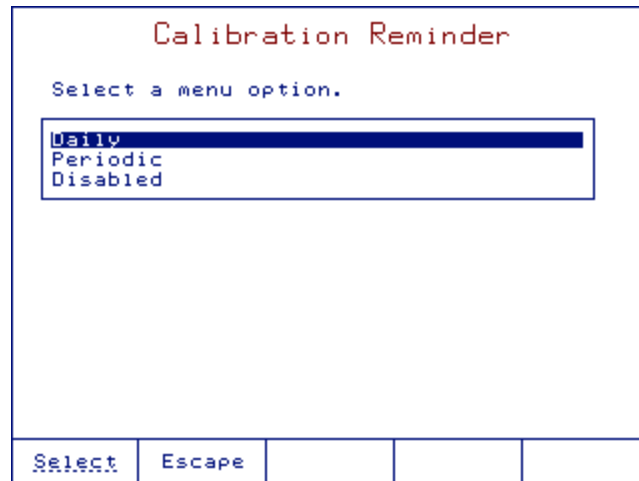 Calibration Reminder
Select a menu option.
Daily
Periodic
Disabled
Select Escape